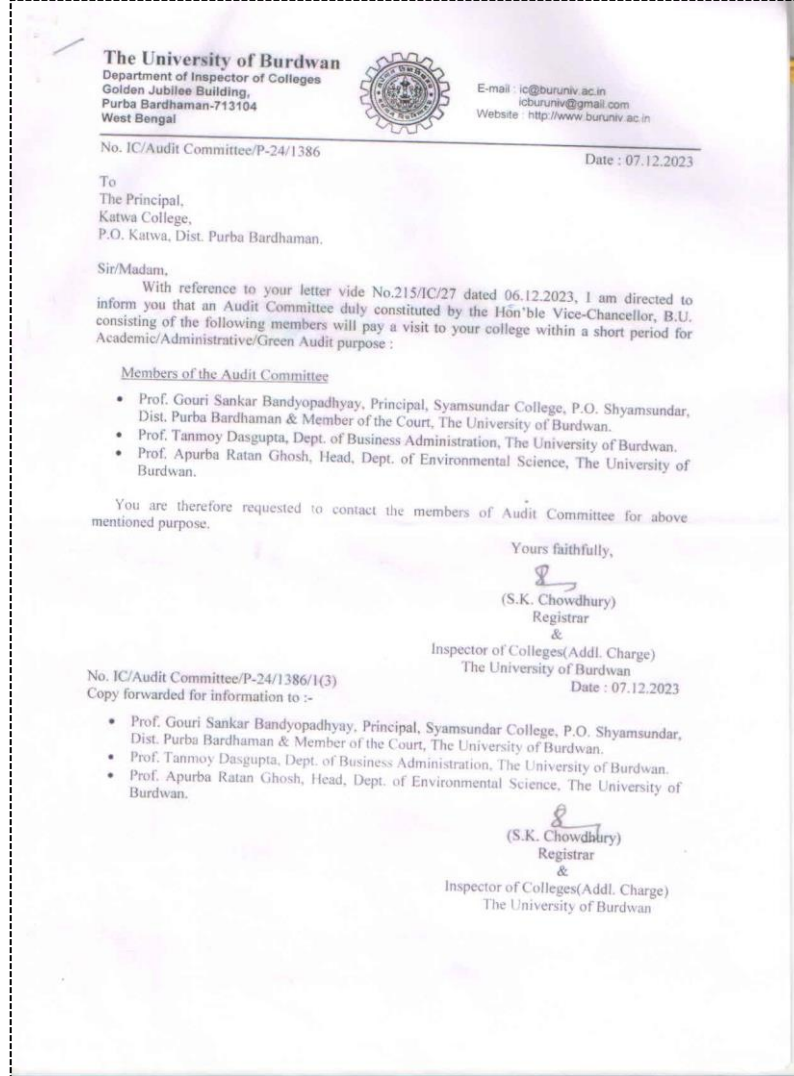 The University of Burdwan
Department of Inspector of Colleges
Golden Jubilee Building,
Purba Bardhaman-713104
West Bengal
E-mail : ic@buruniv.ac.in
icburuniv@gmail.com
Website : http://www.buruniv.ac.in
No. IC/Audit Committee/P-24/1386
Date : 07.12.2023
To
The Principal,
Katwa College,
P.O. Katwa, Dist. Purba Bardhaman.
Sir/Madam,
With reference to your letter vide No.215/IC/27 dated 06.12.2023, I am directed to
inform you that an Audit Committee duly constituted by the Hon'ble Vice-Chancellor, B.U.
consisting of the following members will pay a visit to your college within a short period for
Academic/Administrative/Green Audit purpose :
Members of the Audit Committee
• Prof. Gouri Sankar Bandyopadhyay, Principal, Syamsundar College, P.O. Shyamsundar,
Dist. Purba Bardhaman & Member of the Court, The University of Burdwan.
• Prof. Tanmoy Dasgupta, Dept. of Business Administration, The University of Burdwan.
• Prof. Apurba Ratan Ghosh, Head, Dept. of Environmental Science, The University of
Burdwan.
You are therefore requested to contact the members of Audit Committee for above
mentioned purpose.
Yours faithfully,
(S.K. Chowdhury)
Registrar
&
Inspector of Colleges(Addl. Charge)
The University of Burdwan
No. IC/Audit Committee/P-24/1386/1(3)
Date : 07.12.2023
Copy forwarded for information to :-
• Prof. Gouri Sankar Bandyopadhyay, Principal, Syamsundar College, P.O. Shyamsundar,
Dist. Purba Bardhaman & Member of the Court, The University of Burdwan.
• Prof. Tanmoy Dasgupta, Dept. of Business Administration, The University of Burdwan.
• Prof. Apurba Ratan Ghosh, Head, Dept. of Environmental Science, The University of
Burdwan.
(S.K. Chowdhury)
Registrar
&
Inspector of Colleges(Addl. Charge)
The University of Burdwan